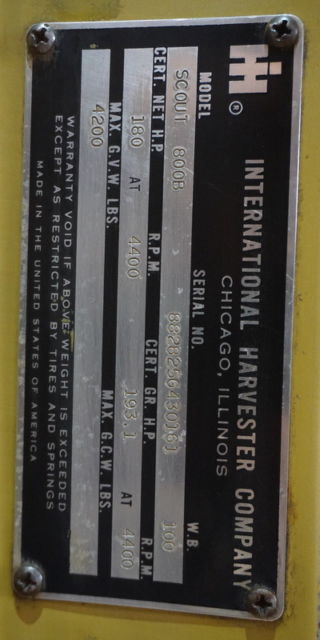 IH ® INTERNATIONAL HARVESTER COMPANY
CHICAGO, ILLINOIS
MODEL SERIAL NO. W.B.
SCOUT 800B 100
CERT. NET H.P. R.P.M. CERT. GR. H.P. R.P.M.
180 AT 4400 193.1 AT 4400
MAX. G.V.W. LBS. MAX. G.C.W. LBS.
4200
WARRANTY VOID IF ABOVE WEIGHT IS EXCEEDED
EXCEPT AS RESTRICTED BY TIRES AND SPRINGS
MADE IN THE UNITED STATES OF AMERICA